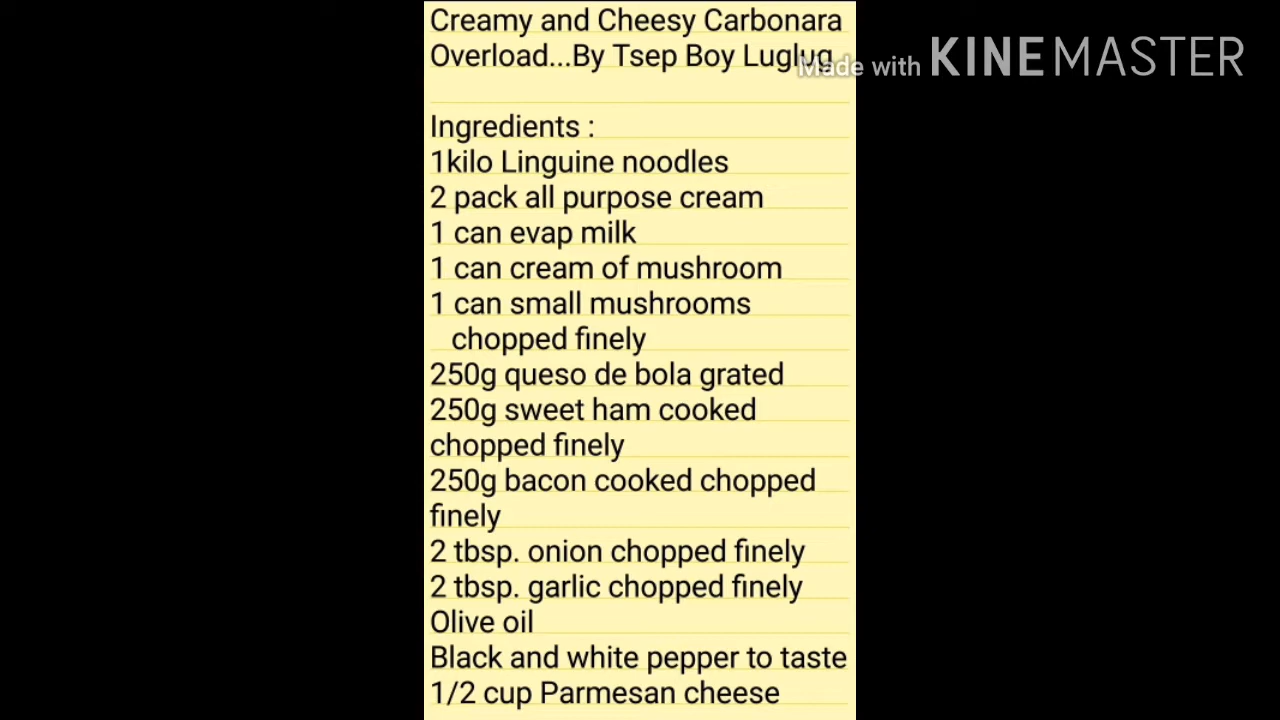 Creamy and Cheesy Carbonara
Overload...By Tsep Boy Luglug
Made with KINEMASTER
Ingredients :
1kilo Linguine noodles
2 pack all purpose cream
1 can evap milk
1 can cream of mushroom
1 can small mushrooms
chopped finely
250g queso de bola grated
250g sweet ham cooked
chopped finely
250g bacon cooked chopped
finely
2 tbsp. onion chopped finely
2 tbsp. garlic chopped finely
Olive oil
Black and white pepper to taste
1/2 cup Parmesan cheese